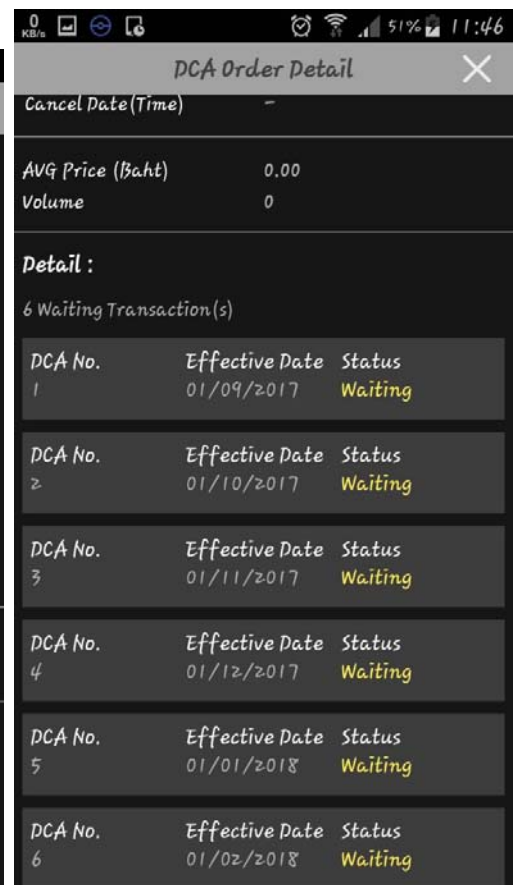 0 KB/s 51% 11:46
DCA Order Detail
Cancel Date(Time) -
AVG Price (Baht) 0.00
Volume 0
Detail :
6 Waiting Transaction(s)
DCA No. Effective Date Status
1 01/09/2017 Waiting
DCA No. Effective Date Status
2 01/10/2017 Waiting
DCA No. Effective Date Status
3 01/11/2017 Waiting
DCA No. Effective Date Status
4 01/12/2017 Waiting
DCA No. Effective Date Status
5 01/01/2018 Waiting
DCA No. Effective Date Status
6 01/02/2018 Waiting